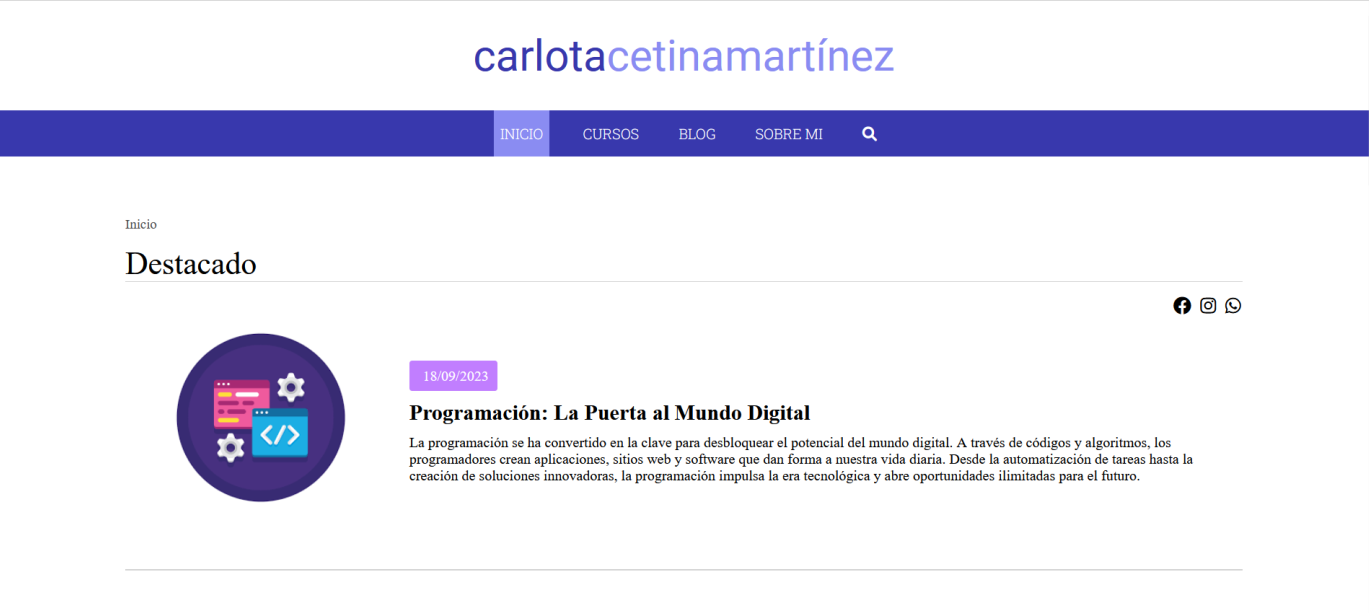 carlotacetinamartínez
INICIO CURSOS BLOG SOBRE MI
Inicio
Destacado
18/09/2023
Programación: La Puerta al Mundo Digital
La programación se ha convertido en la clave para desbloquear el potencial del mundo digital. A través de códigos y algoritmos, los
programadores crean aplicaciones, sitios web y software que dan forma a nuestra vida diaria. Desde la automatización de tareas hasta la
creación de soluciones innovadoras, la programación impulsa la era tecnológica y abre oportunidades ilimitadas para el futuro.